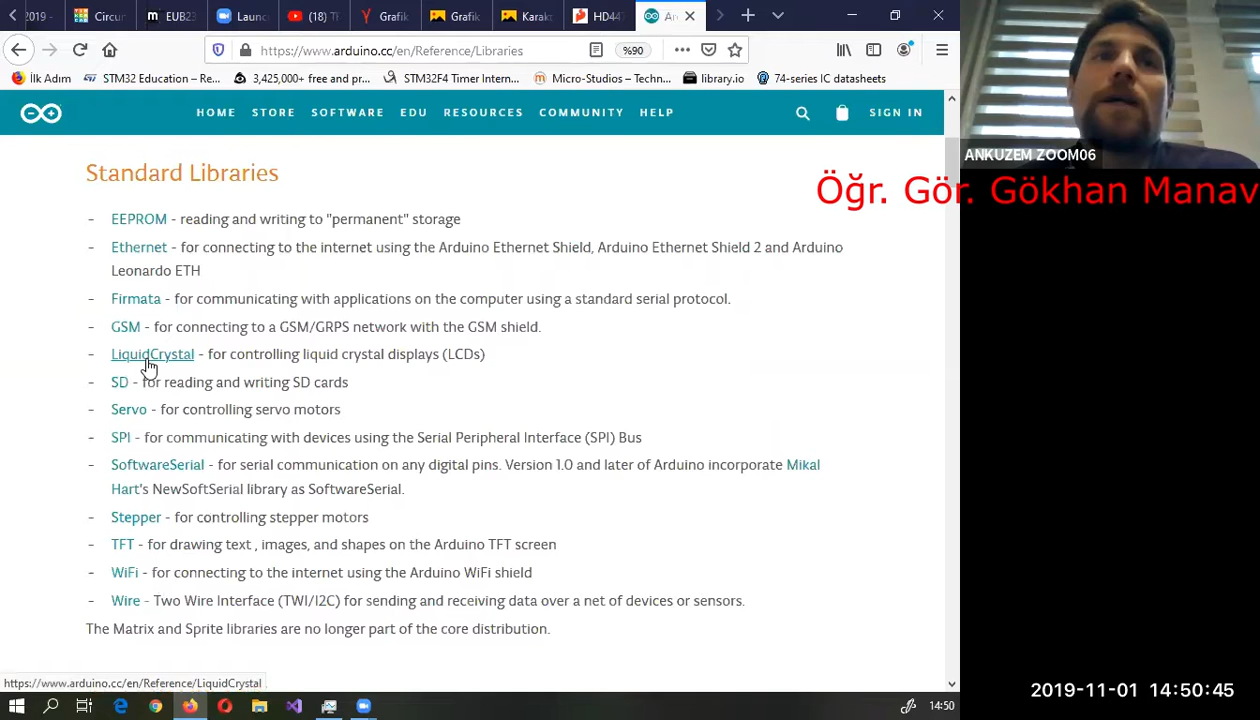 2019 -
Circui
EUB23
Launc
(18) Tl
Grafik
Grafik
Karak
HD44
https://www.arduino.cc/en/Reference/Libraries
%90
İlk Adım
STM32 Education – Re...
3,425,000+ free and pr...
STM32F4 Timer Intern...
Micro-Studios – Techn...
library.io
74-series IC datasheets
HOME STORE SOFTWARE EDU RESOURCES COMMUNITY HELP
SIGN IN
ANKUZEM ZOOM06
Öğr. Gör. Gökhan Manav
Standard Libraries
- EEPROM - reading and writing to "permanent" storage
- Ethernet - for connecting to the internet using the Arduino Ethernet Shield, Arduino Ethernet Shield 2 and Arduino
Leonardo ETH
- Firmata - for communicating with applications on the computer using a standard serial protocol.
- GSM - for connecting to a GSM/GRPS network with the GSM shield.
- LiquidCrystal - for controlling liquid crystal displays (LCDs)
- SD - for reading and writing SD cards
- Servo - for controlling servo motors
- SPI - for communicating with devices using the Serial Peripheral Interface (SPI) Bus
- SoftwareSerial - for serial communication on any digital pins. Version 1.0 and later of Arduino incorporate Mikal
Hart's NewSoftSerial library as SoftwareSerial.
- Stepper - for controlling stepper motors
- TFT - for drawing text , images, and shapes on the Arduino TFT screen
- WiFi - for connecting to the internet using the Arduino WiFi shield
- Wire - Two Wire Interface (TWI/I2C) for sending and receiving data over a net of devices or sensors.
The Matrix and Sprite libraries are no longer part of the core distribution.
https://www.arduino.cc/en/Reference/LiquidCrystal
14:50
2019-11-01 14:50:45